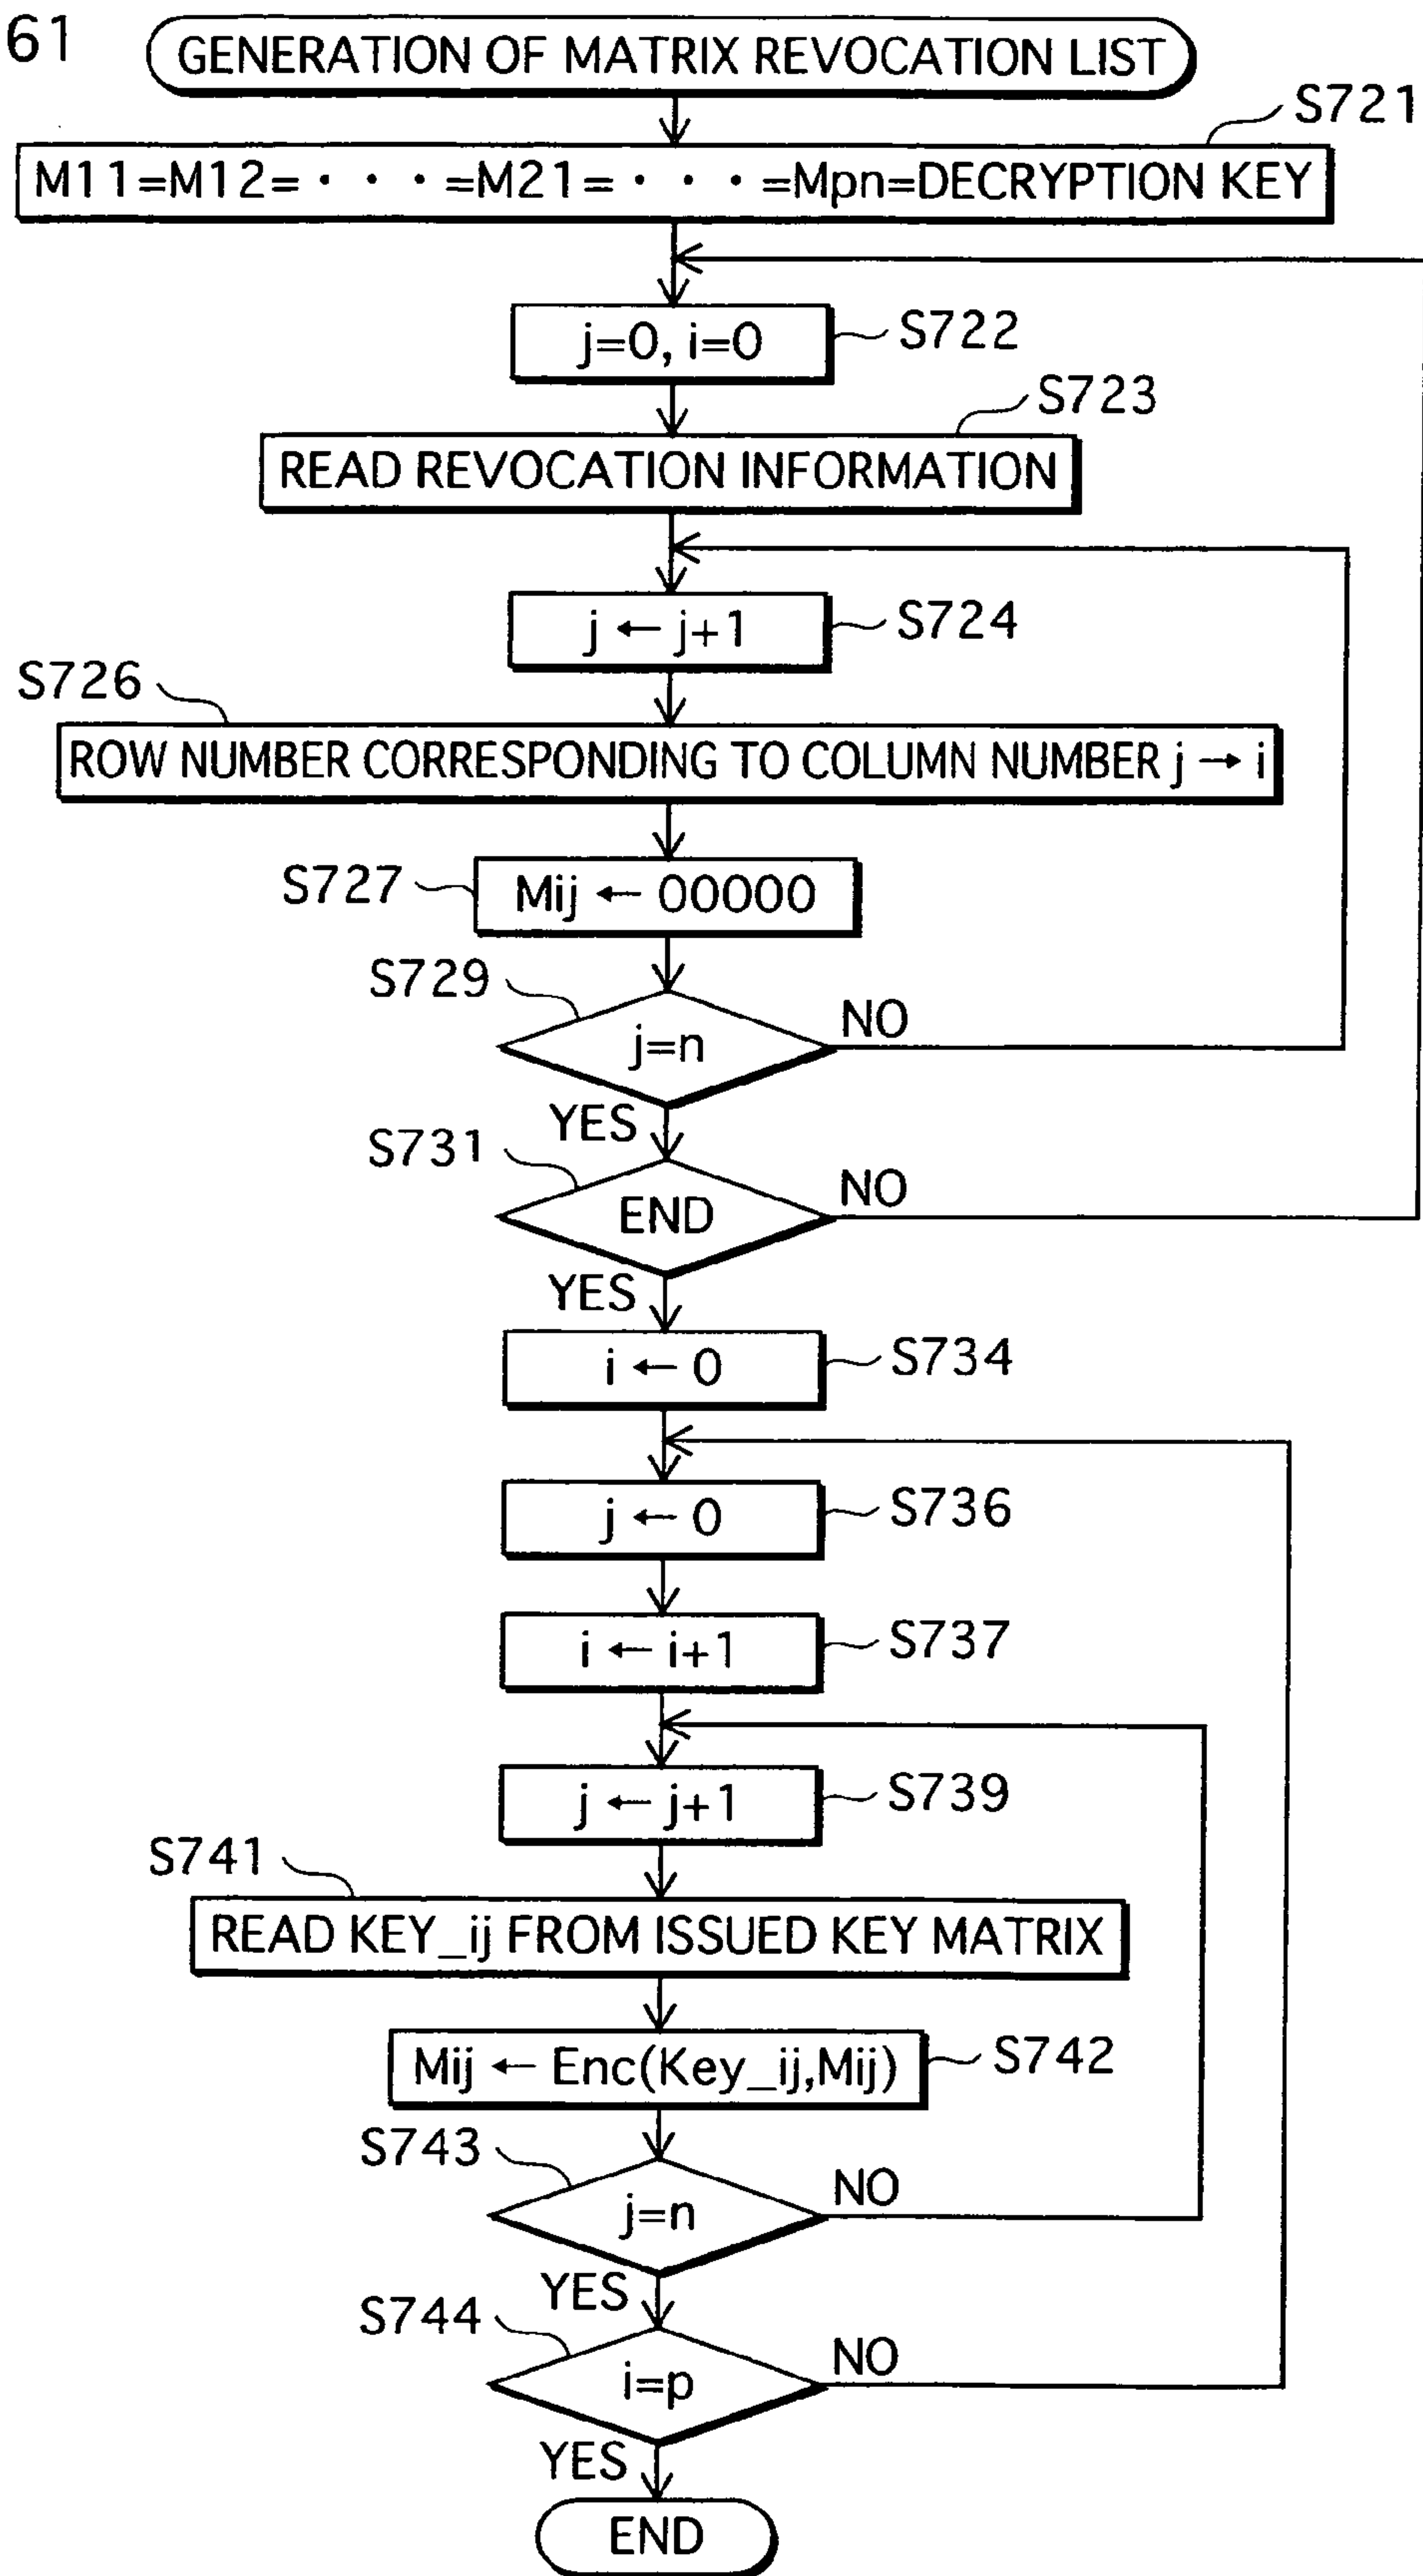 61
GENERATION OF MATRIX REVOCATION LIST
S721
M11=M12=・・・=M21=・・・=Mpn=DECRYPTION KEY
j=0, i=0
S722
S723
READ REVOCATION INFORMATION
j ← j+1
S724
S726
ROW NUMBER CORRESPONDING TO COLUMN NUMBER j → i
S727
Mij ← 00000
S729
j=n
NO
YES
S731
END
NO
YES
i ← 0
S734
j ← 0
S736
i ← i+1
S737
j ← j+1
S739
S741
READ KEY_ij FROM ISSUED KEY MATRIX
Mij ← Enc(Key_ij,Mij)
S742
S743
j=n
NO
YES
S744
i=p
NO
YES
END